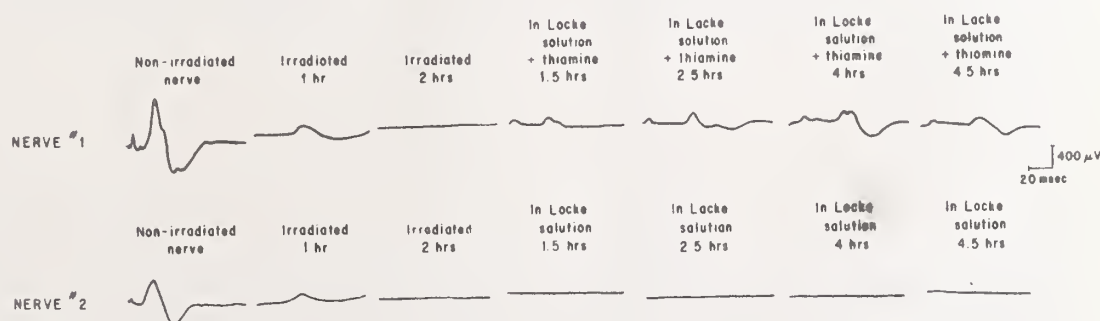 Non-irradiated
nerve
Irradiated
1 hr
Irradiated
2 hrs
In Locke
solution
+ thiamine
1.5 hrs
In Locke
solution
+ thiamine
2.5 hrs
In Locke
solution
+ thiamine
4 hrs
In Locke
solution
+ thiamine
4.5 hrs
NERVE #1
400 μV
20 msec
Non-irradiated
nerve
Irradiated
1 hr
Irradiated
2 hrs
In Locke
solution
1.5 hrs
In Locke
solution
2.5 hrs
In Locke
solution
4 hrs
In Locke
solution
4.5 hrs
NERVE #2